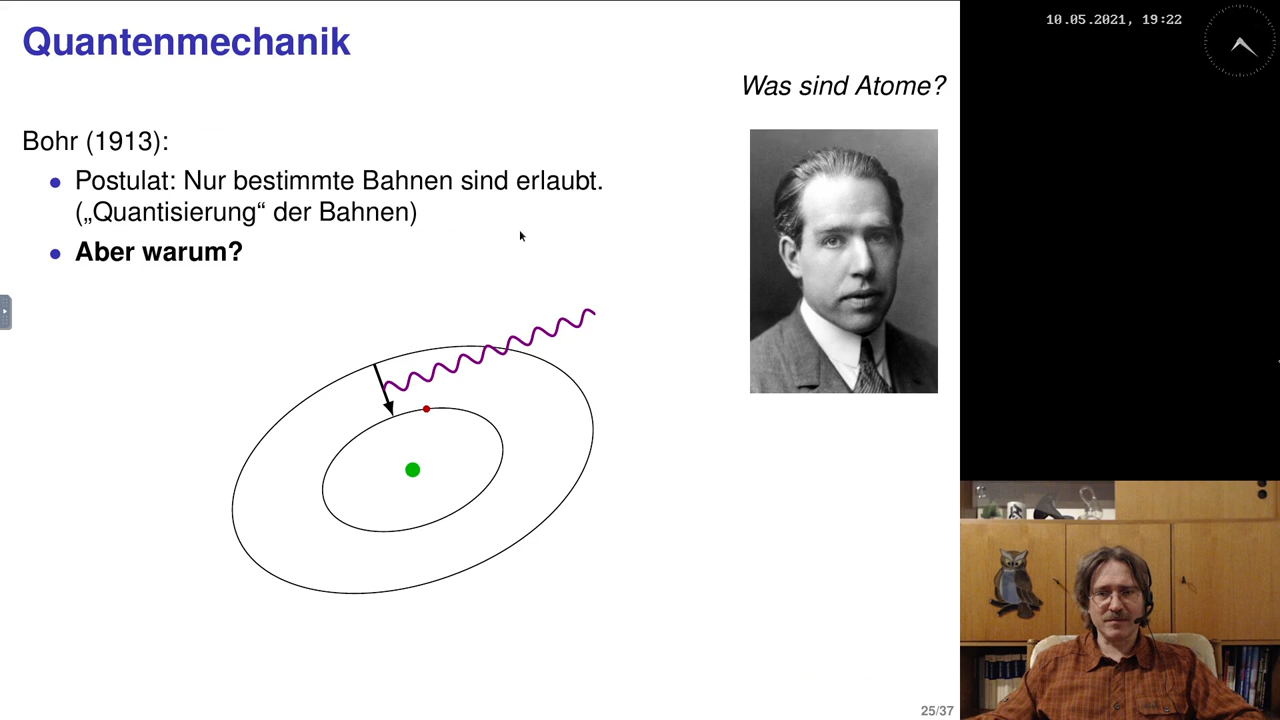 Quantenmechanik
10.05.2021, 19:22
Was sind Atome?
Bohr (1913):
• Postulat: Nur bestimmte Bahnen sind erlaubt.
(„Quantisierung“ der Bahnen)
• Aber warum?
25/37